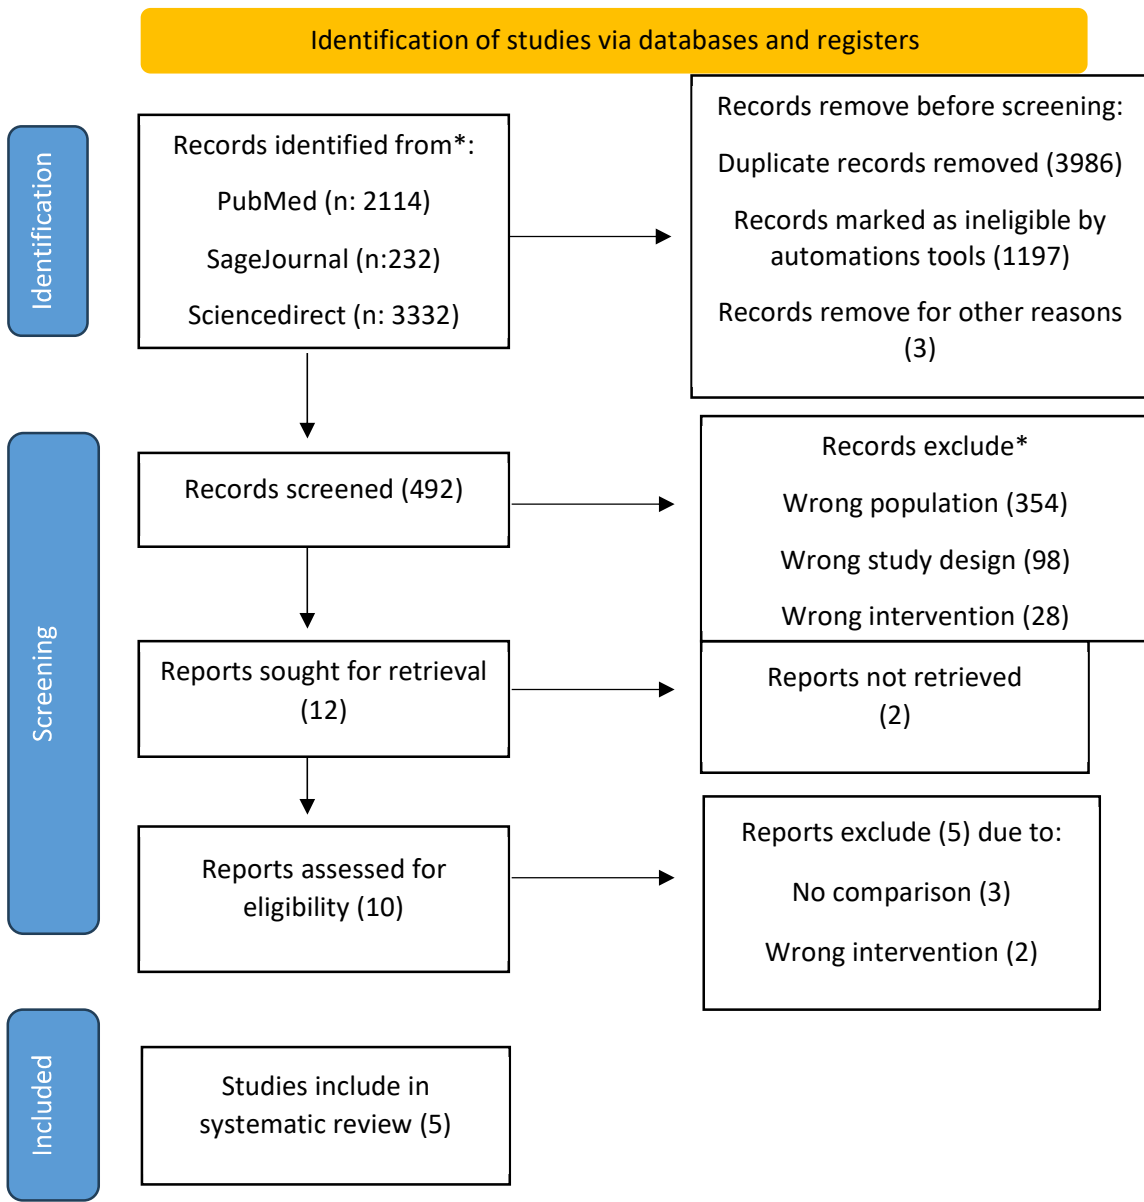 Identification of studies via databases and registers
Identification
Records identified from*:
PubMed (n: 2114)
SageJournal (n:232)
Sciencedirect (n: 3332)
Records remove before screening:
Duplicate records removed (3986)
Records marked as ineligible by
automations tools (1197)
Records remove for other reasons
(3)
Screening
Records screened (492)
Records exclude*
Wrong population (354)
Wrong study design (98)
Wrong intervention (28)
Reports sought for retrieval
(12)
Reports not retrieved
(2)
Reports assessed for
eligibility (10)
Reports exclude (5) due to:
No comparison (3)
Wrong intervention (2)
Included
Studies include in
systematic review (5)